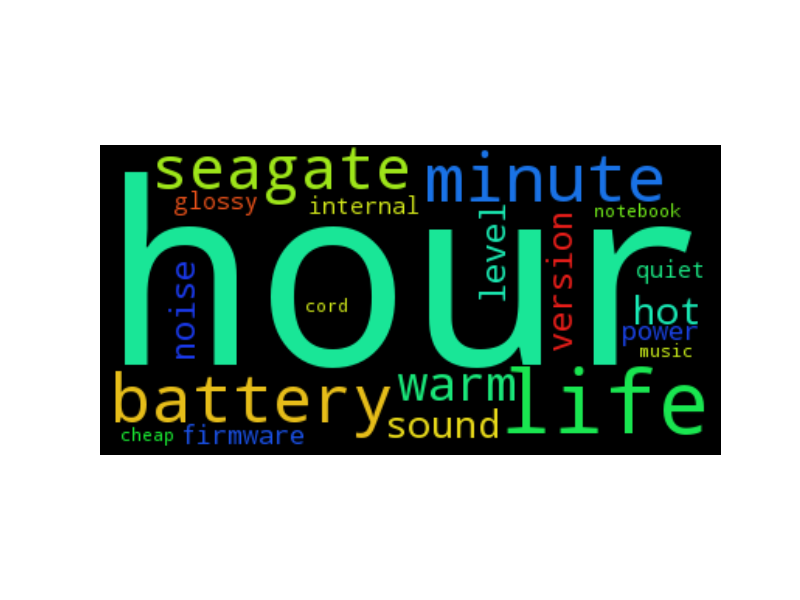 seagate
minute
glossy
internal
notebook
hour
level
version
noise
quiet
cord
hot
power
music
battery
warm
life
sound
cheap
firmware